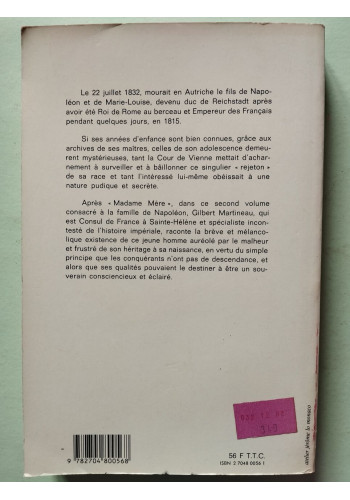 Le 22 juillet 1832, mourait en Autriche le fils de Napo-
léon et de Marie-Louise, devenu duc de Reichstadt après
avoir été Roi de Rome au berceau et Empereur des Français
pendant quelques jours, en 1815.
Si ses années d'enfance sont bien connues, grâce aux
archives de ses maîtres, celles de son adolescence demeu-
rent mystérieuses, tant la Cour de Vienne mettait d'achar-
nement à surveiller et à bâillonner ce singulier « rejeton »
de sa race et tant l'intéressé lui-même obéissait à une
nature pudique et secrète.
Après « Madame Mère », dans ce second volume
consacré à la famille de Napoléon, Gilbert Martineau, qui
est Consul de France à Sainte-Hélène et spécialiste incon-
testé de l'histoire impériale, raconte la brève et mélanco-
lique existence de ce jeune homme auréolé par le malheur
et frustré de son héritage à sa naissance, en vertu du simple
principe que les conquérants n'ont pas de descendance, et
alors que ses qualités pouvaient le destiner à être un sou-
verain consciencieux et éclairé.
9 782704 800568
56 F T.T.C.
ISBN 2 7048 0056 1